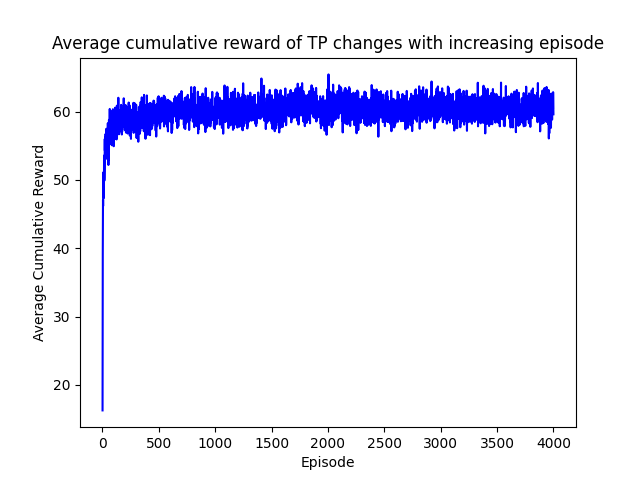 Average cumulative reward of TP changes with increasing episode
Average Cumulative Reward
60
50
40
30
20
0 500 1000 1500 2000 2500 3000 3500 4000
Episode